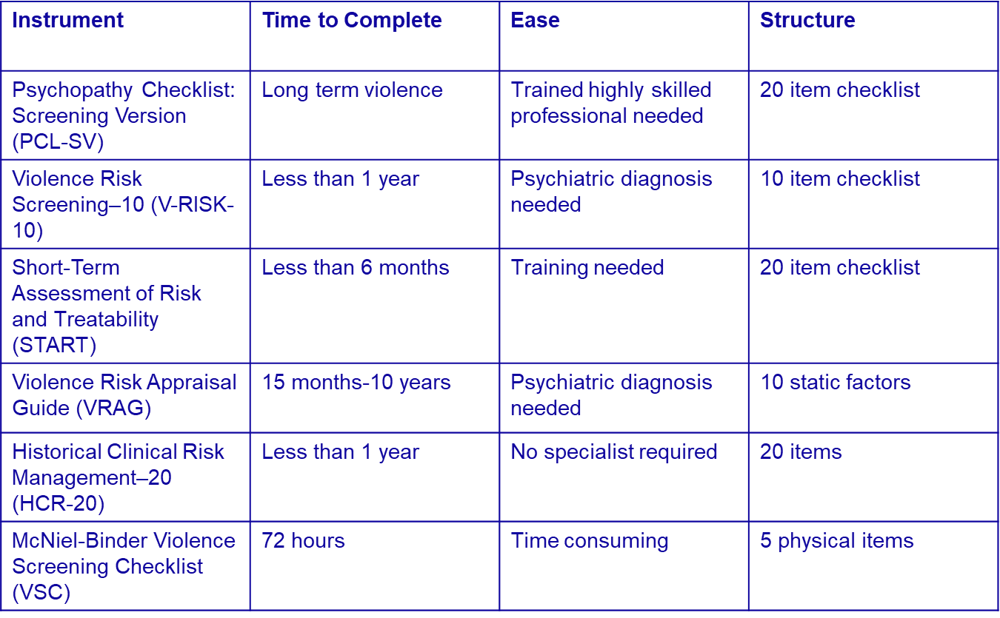 Instrument
Time to Complete
Ease
Structure
Psychopathy Checklist:
Screening Version
(PCL-SV)
Long term violence
Trained highly skilled
professional needed
20 item checklist
Violence Risk
Screening–10 (V-RISK-
10)
Less than 1 year
Psychiatric diagnosis
needed
10 item checklist
Short-Term
Assessment of Risk
and Treatability
(START)
Less than 6 months
Training needed
20 item checklist
Violence Risk Appraisal
Guide (VRAG)
15 months-10 years
Psychiatric diagnosis
needed
10 static factors
Historical Clinical Risk
Management–20
(HCR-20)
Less than 1 year
No specialist required
20 items
McNiel-Binder Violence
Screening Checklist
(VSC)
72 hours
Time consuming
5 physical items